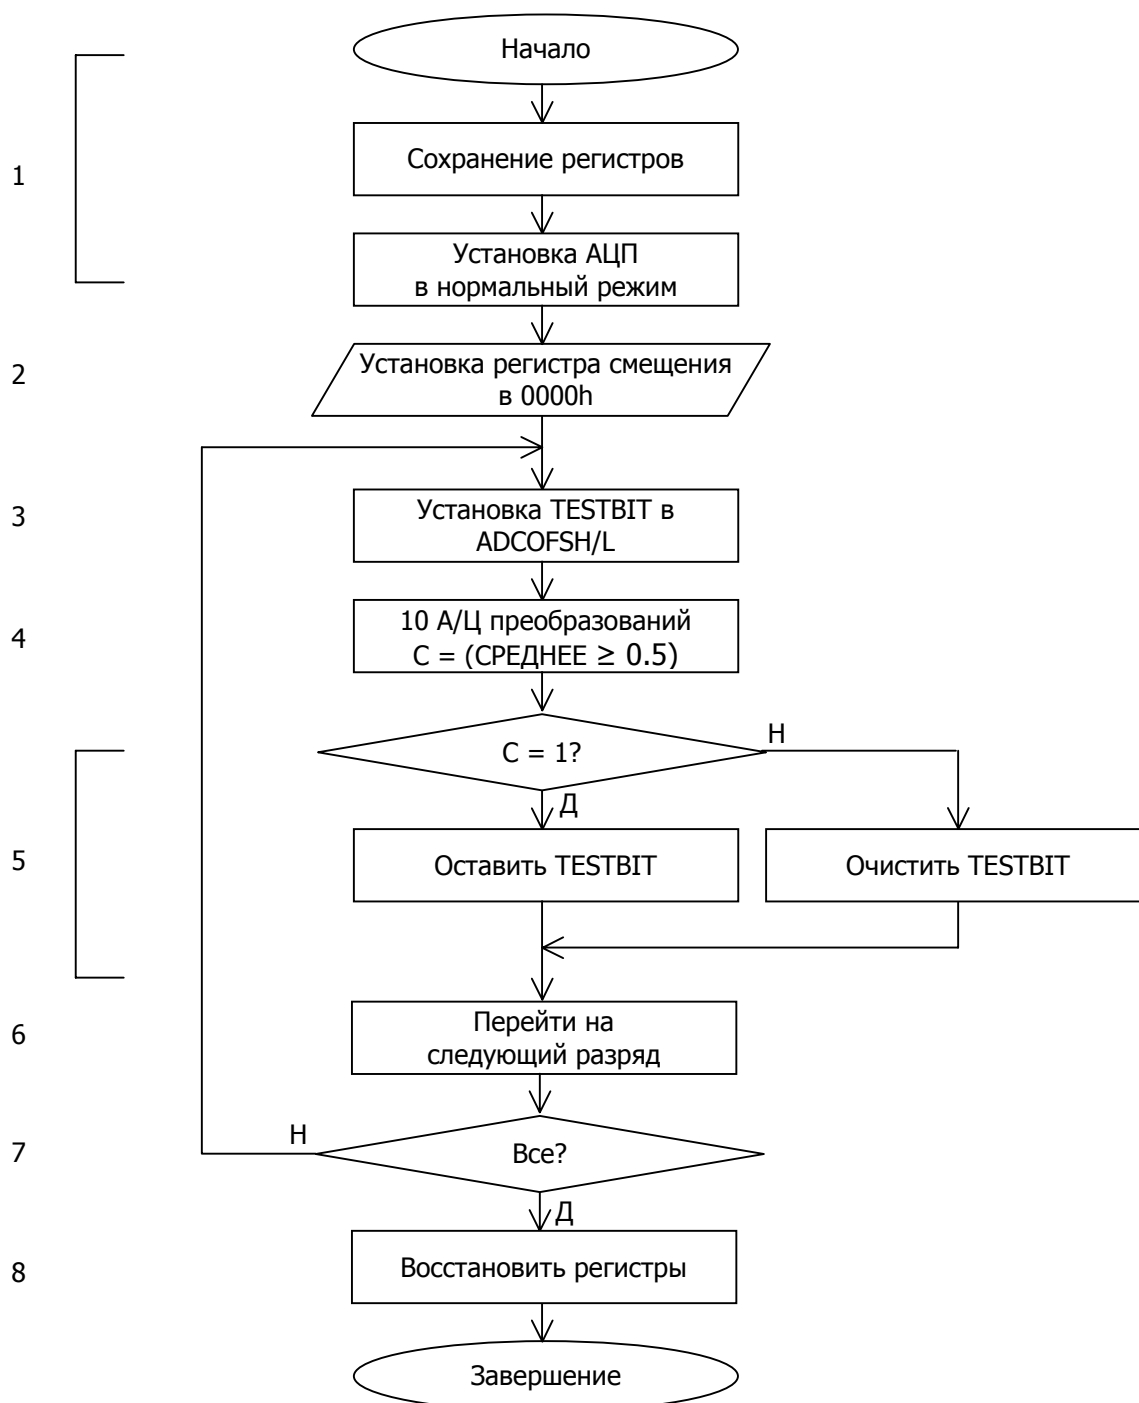 Начало
1
Сохранение регистров
Установка АЦП
в нормальный режим
2
Установка регистра смещения
в 0000h
3
Установка TESTBIT в
ADCOFSH/L
4
10 А/Ц преобразований
С = (СРЕДНЕЕ ≥ 0.5)
С = 1?
Н
Д
5
Оставить TESTBIT
Очистить TESTBIT
6
Перейти на
следующий разряд
7
Н
Все?
Д
8
Восстановить регистры
Завершение